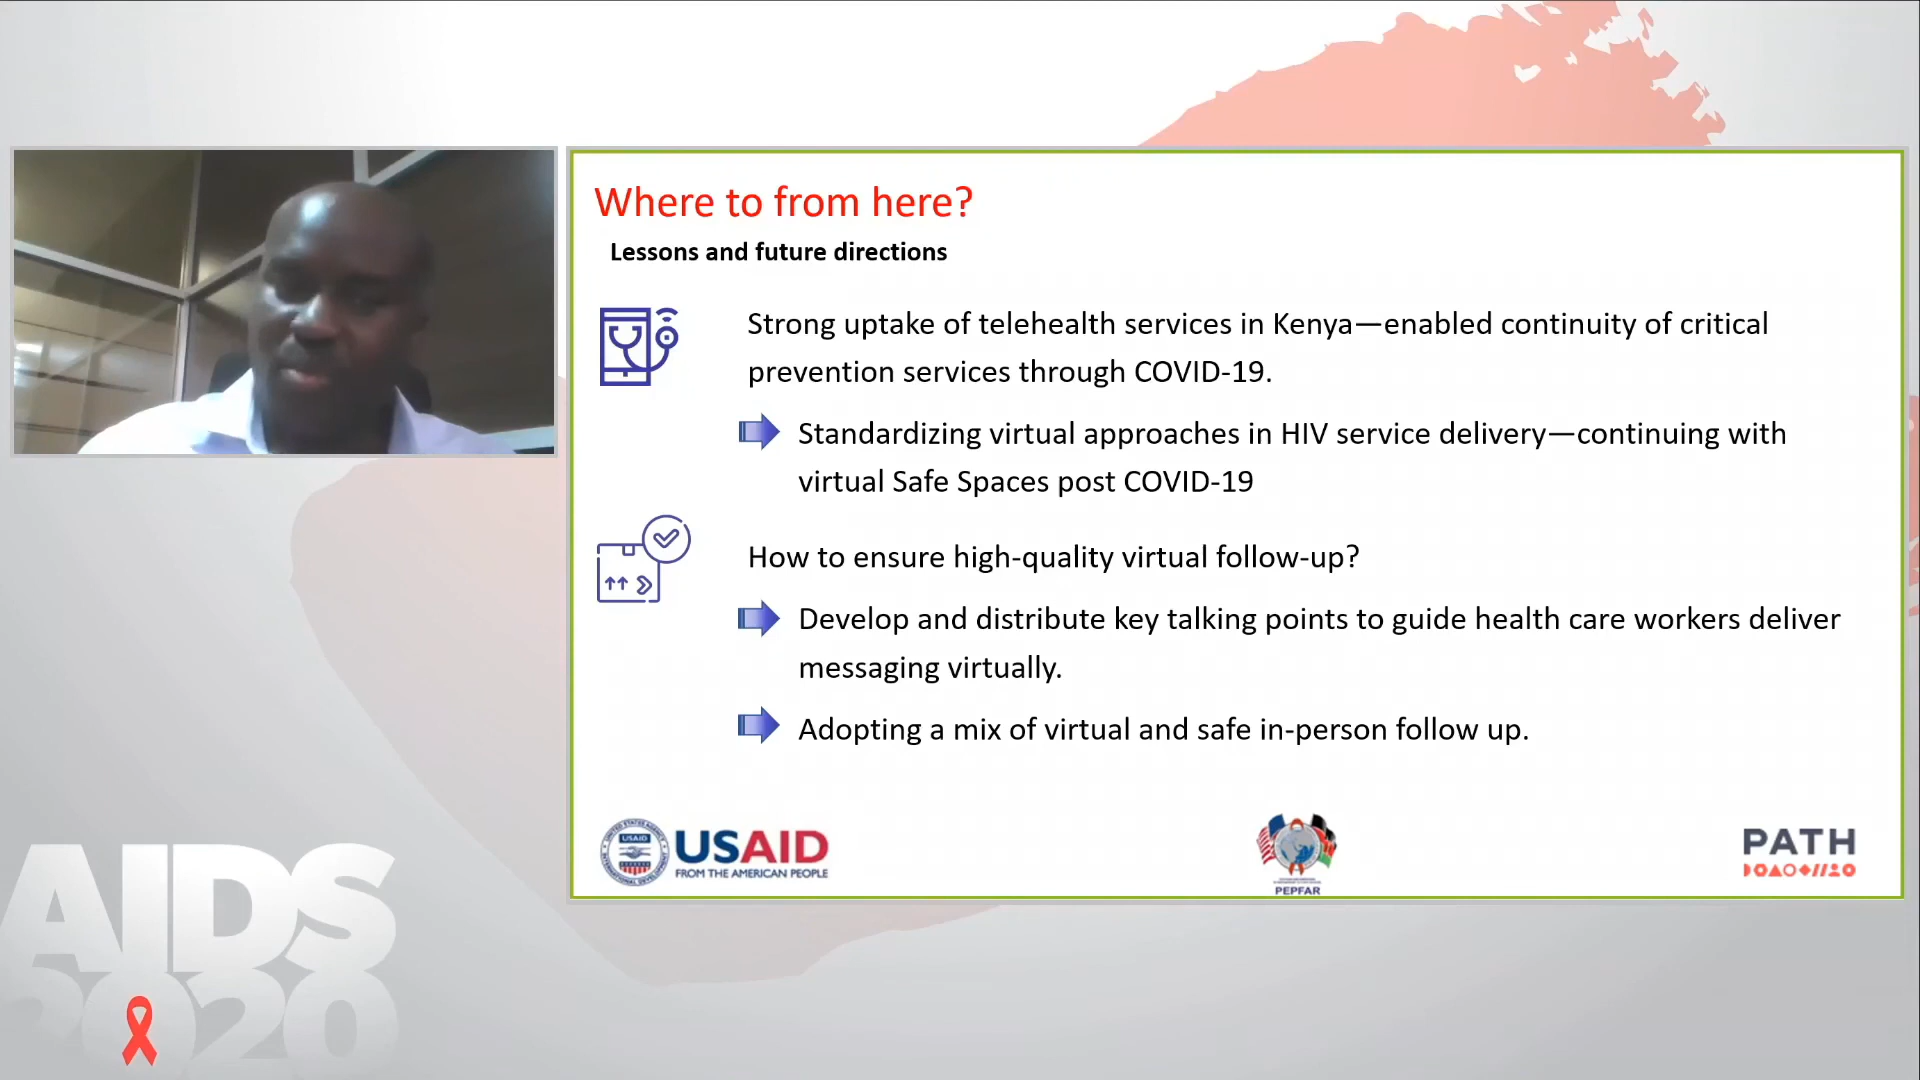 Where to from here?
Lessons and future directions
Strong uptake of telehealth services in Kenya—enabled continuity of critical
prevention services through COVID-19.
Standardizing virtual approaches in HIV service delivery—continuing with
virtual Safe Spaces post COVID-19
How to ensure high-quality virtual follow-up?
Develop and distribute key talking points to guide health care workers deliver
messaging virtually.
Adopting a mix of virtual and safe in-person follow up.
USAID
USAID
FROM THE AMERICAN PEOPLE
PEPFAR
PATH
AIDS
2020